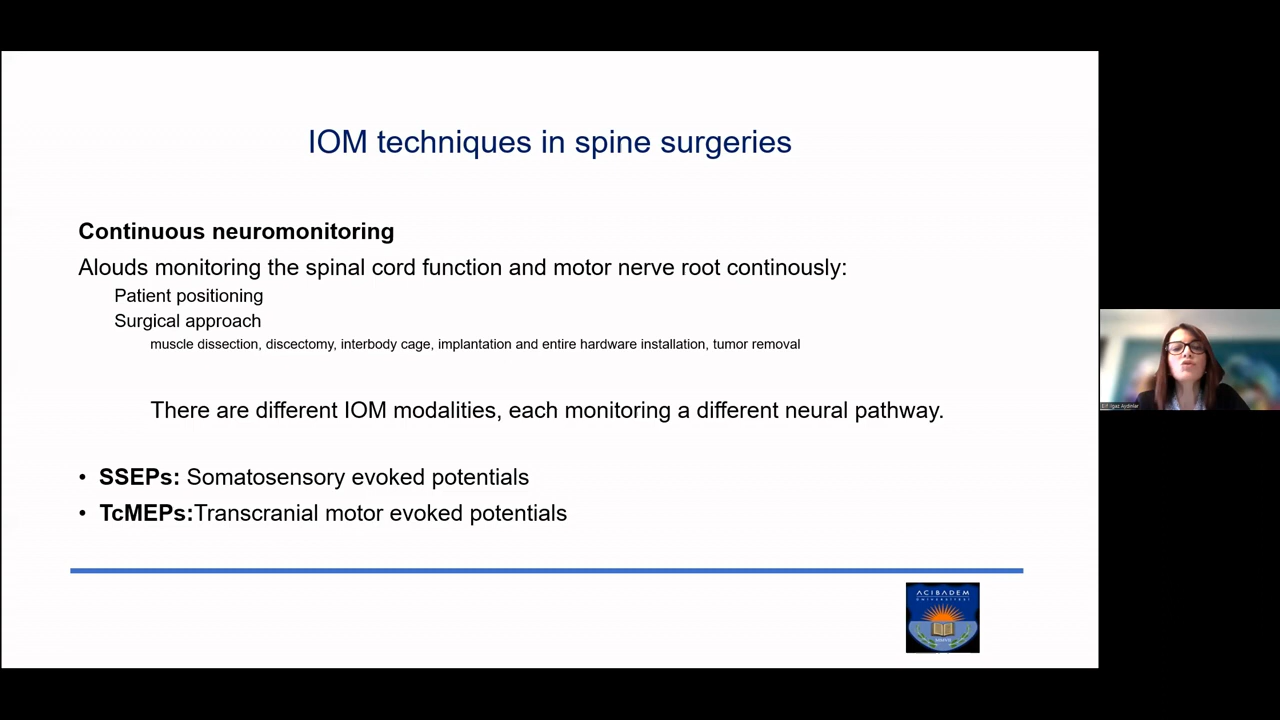 IOM techniques in spine surgeries
Continuous neuromonitoring
Alouds monitoring the spinal cord function and motor nerve root continously:
Patient positioning
Surgical approach
muscle dissection, discectomy, interbody cage, implantation and entire hardware installation, tumor removal
There are different IOM modalities, each monitoring a different neural pathway.
• SSEPs: Somatosensory evoked potentials
• TcMEPs:Transcranial motor evoked potentials
ACIBADEM
Aydinlar